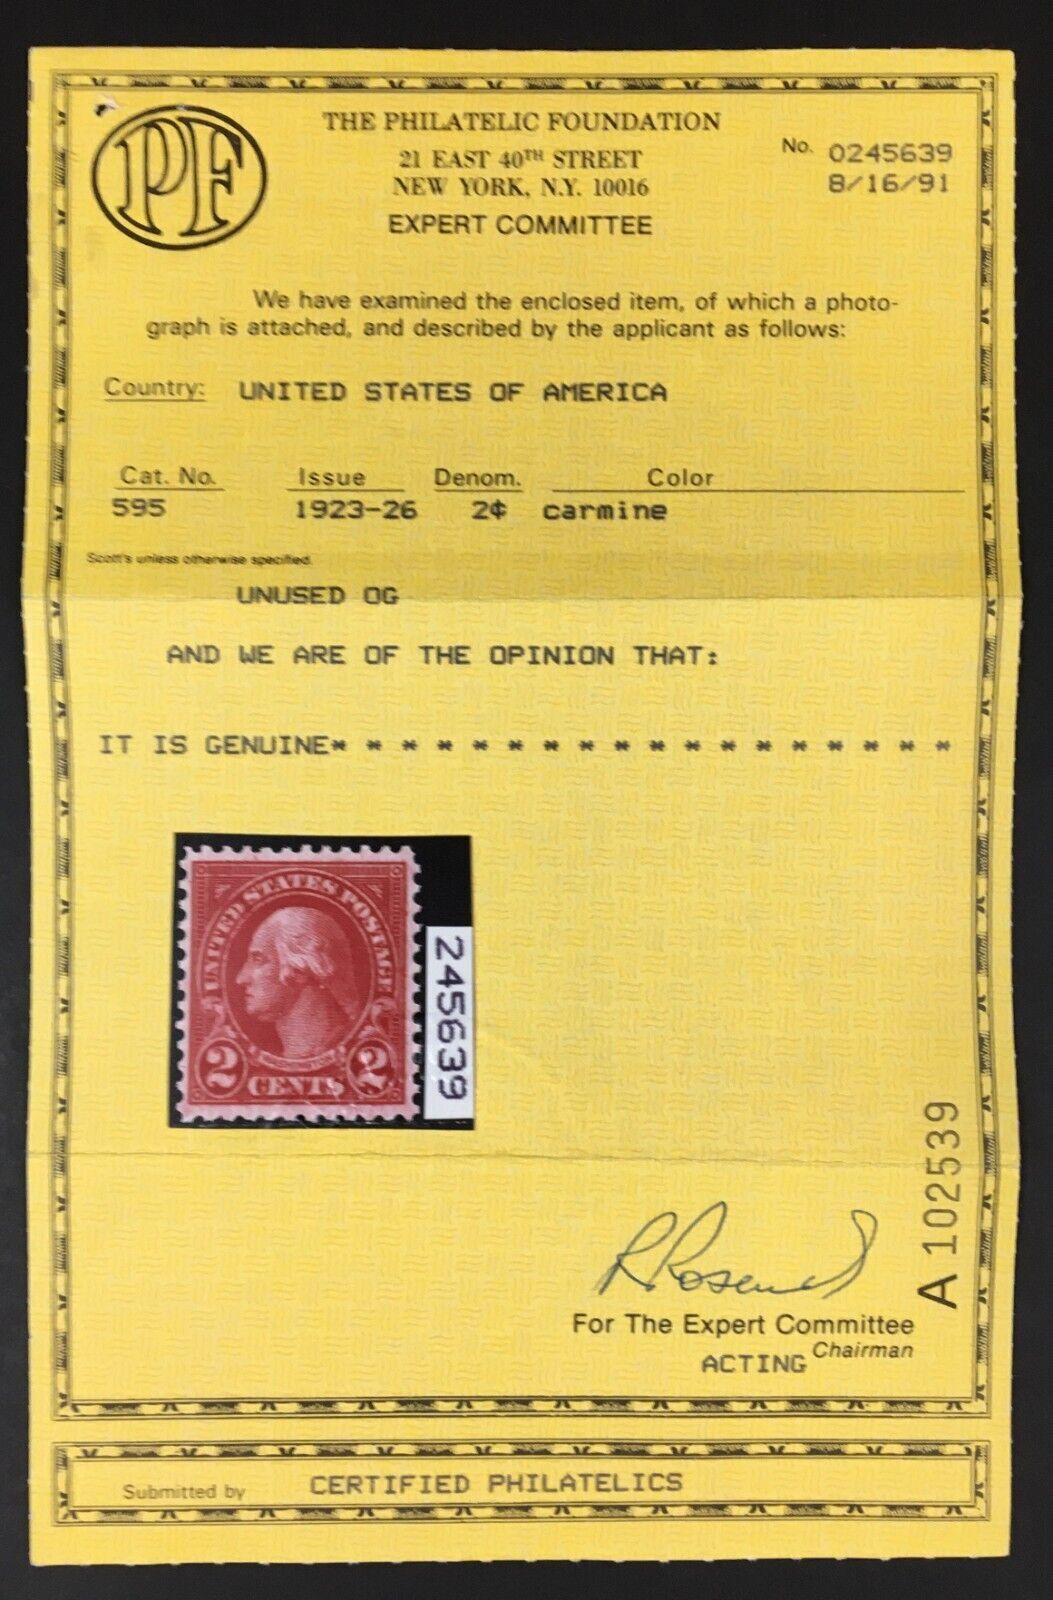 PF
THE PHILATELIC FOUNDATION
21 EAST 40TH STREET
NEW YORK, N.Y. 10016
EXPERT COMMITTEE
No. 0245639
8/16/91
We have examined the enclosed item, of which a photo-
graph is attached, and described by the applicant as follows:
Country: UNITED STATES OF AMERICA
Cat. No. Issue Denom. Color
595 1923-26 2¢ carmine
Scott's unless otherwise specified.
UNUSED OG
AND WE ARE OF THE OPINION THAT:
IT IS GENUINE* * * * * * * * * * * * * * * * * *
UNITED STATES POSTAGE
2 CENTS 2
245639
A 102539
For The Expert Committee
ACTING Chairman
Submitted by CERTIFIED PHILATELICS